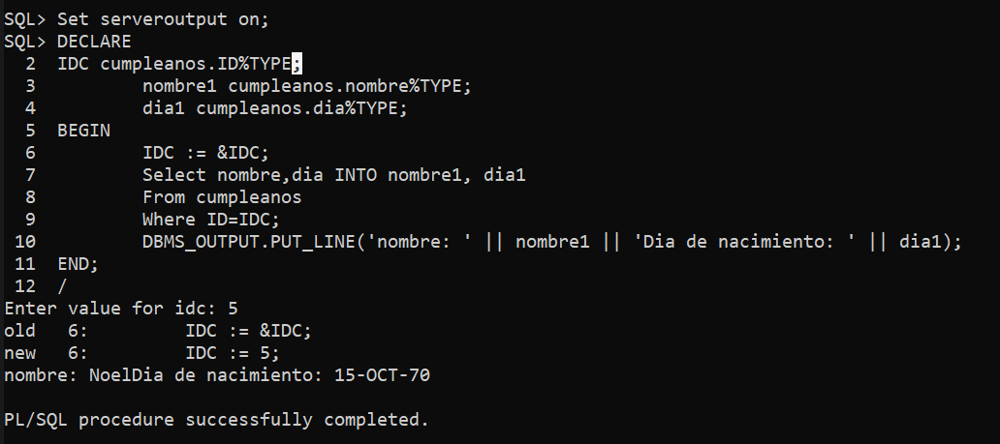 SQL> Set serveroutput on;
SQL> DECLARE
  2  IDC cumpleanos.ID%TYPE;
  3          nombre1 cumpleanos.nombre%TYPE;
  4          dia1 cumpleanos.dia%TYPE;
  5  BEGIN
  6          IDC := &IDC;
  7          Select nombre,dia INTO nombre1, dia1
  8          From cumpleanos
  9          Where ID=IDC;
 10          DBMS_OUTPUT.PUT_LINE('nombre: ' || nombre1 || 'Dia de nacimiento: ' || dia1);
 11  END;
 12  /
Enter value for idc: 5
old   6:         IDC := &IDC;
new   6:         IDC := 5;
nombre: NoelDia de nacimiento: 15-OCT-70
PL/SQL procedure successfully completed.